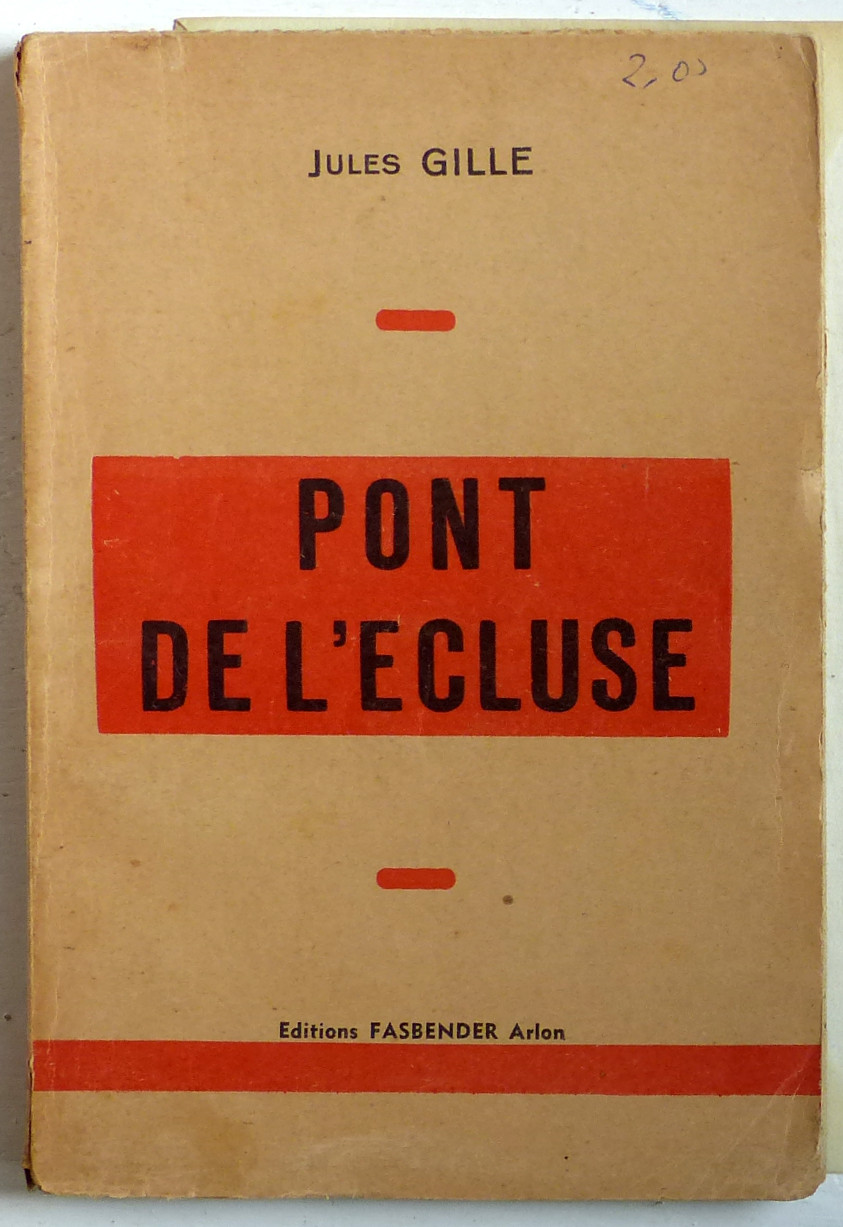 2,00
JULES GILLE
PONT
DE L'ECLUSE
Editions FASBENDER Arlon